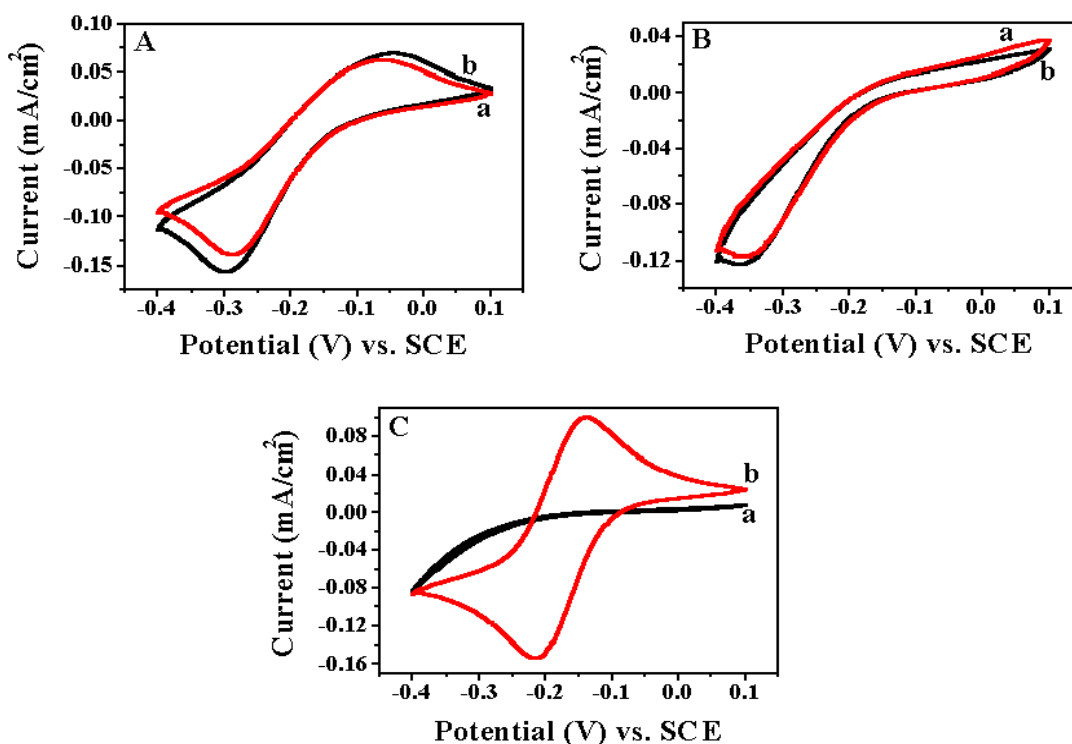 A
b
a
0.10
0.05
0.00
-0.05
-0.10
-0.15
-0.4 -0.3 -0.2 -0.1 0.0 0.1
Current (mA/cm²)
Potential (V) vs. SCE
B
a
b
0.04
0.00
-0.04
-0.08
-0.12
-0.4 -0.3 -0.2 -0.1 0.0 0.1
Current (mA/cm²)
Potential (V) vs. SCE
C
b
a
0.08
0.04
0.00
-0.04
-0.08
-0.12
-0.16
-0.4 -0.3 -0.2 -0.1 0.0 0.1
Current (mA/cm²)
Potential (V) vs. SCE